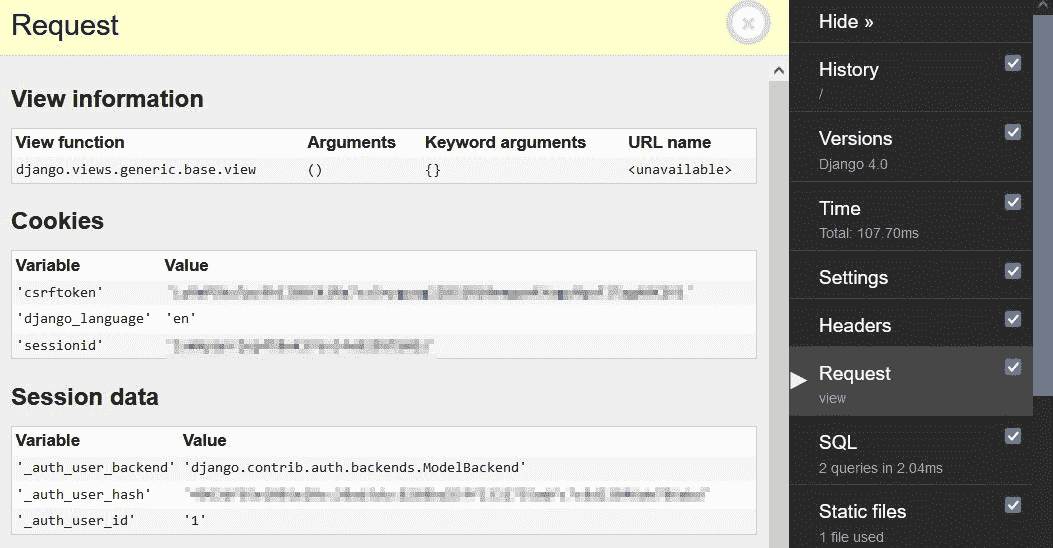 Request
View information
View function Arguments Keyword arguments URL name
django.views.generic.base.view () {} <unavailable>
Cookies
Variable Value
'csrftoken'
'django_language' 'en'
'sessionid'
Session data
Variable Value
'_auth_user_backend' 'django.contrib.auth.backends.ModelBackend'
'_auth_user_hash'
'_auth_user_id' '1'
Hide »
History
/
Versions
Django 4.0
Time
Total: 107.70ms
Settings
Headers
Request
view
SQL
2 queries in 2.04ms
Static files
1 file used